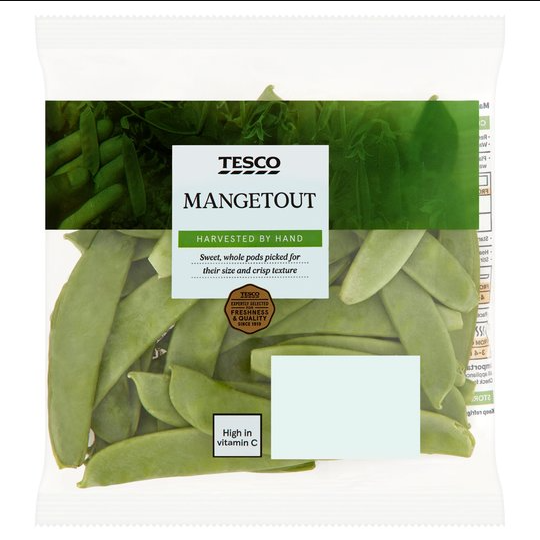 TESCO
MANGETOUT
HARVESTED BY HAND
Sweet, whole pods picked for
their size and crisp texture
TESCO
EXPERTLY SELECTED
FOR
FRESHNESS
& QUALITY
SINCE 1919
High in
vitamin C